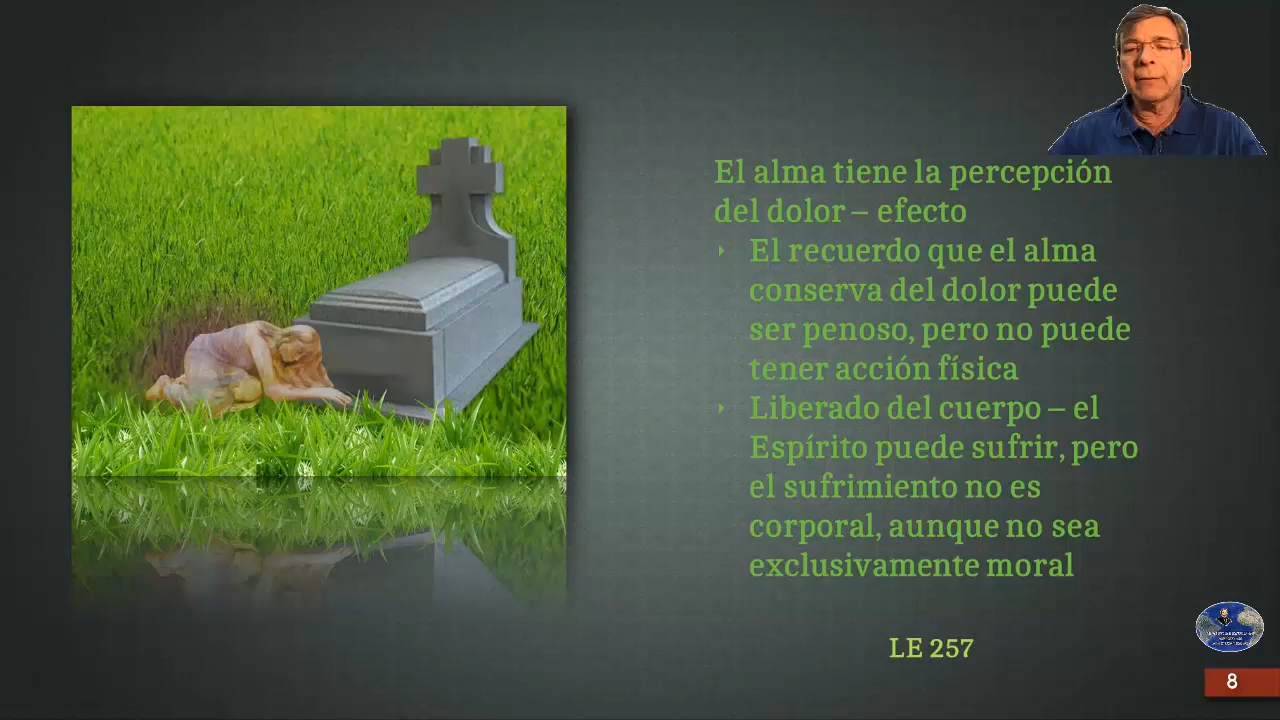 El alma tiene la percepción
del dolor – efecto
El recuerdo que el alma
conserva del dolor puede
ser penoso, pero no puede
tener acción física
Liberado del cuerpo – el
Espírito puede sufrir, pero
el sufrimiento no es
corporal, aunque no sea
exclusivamente moral
LE 257
8